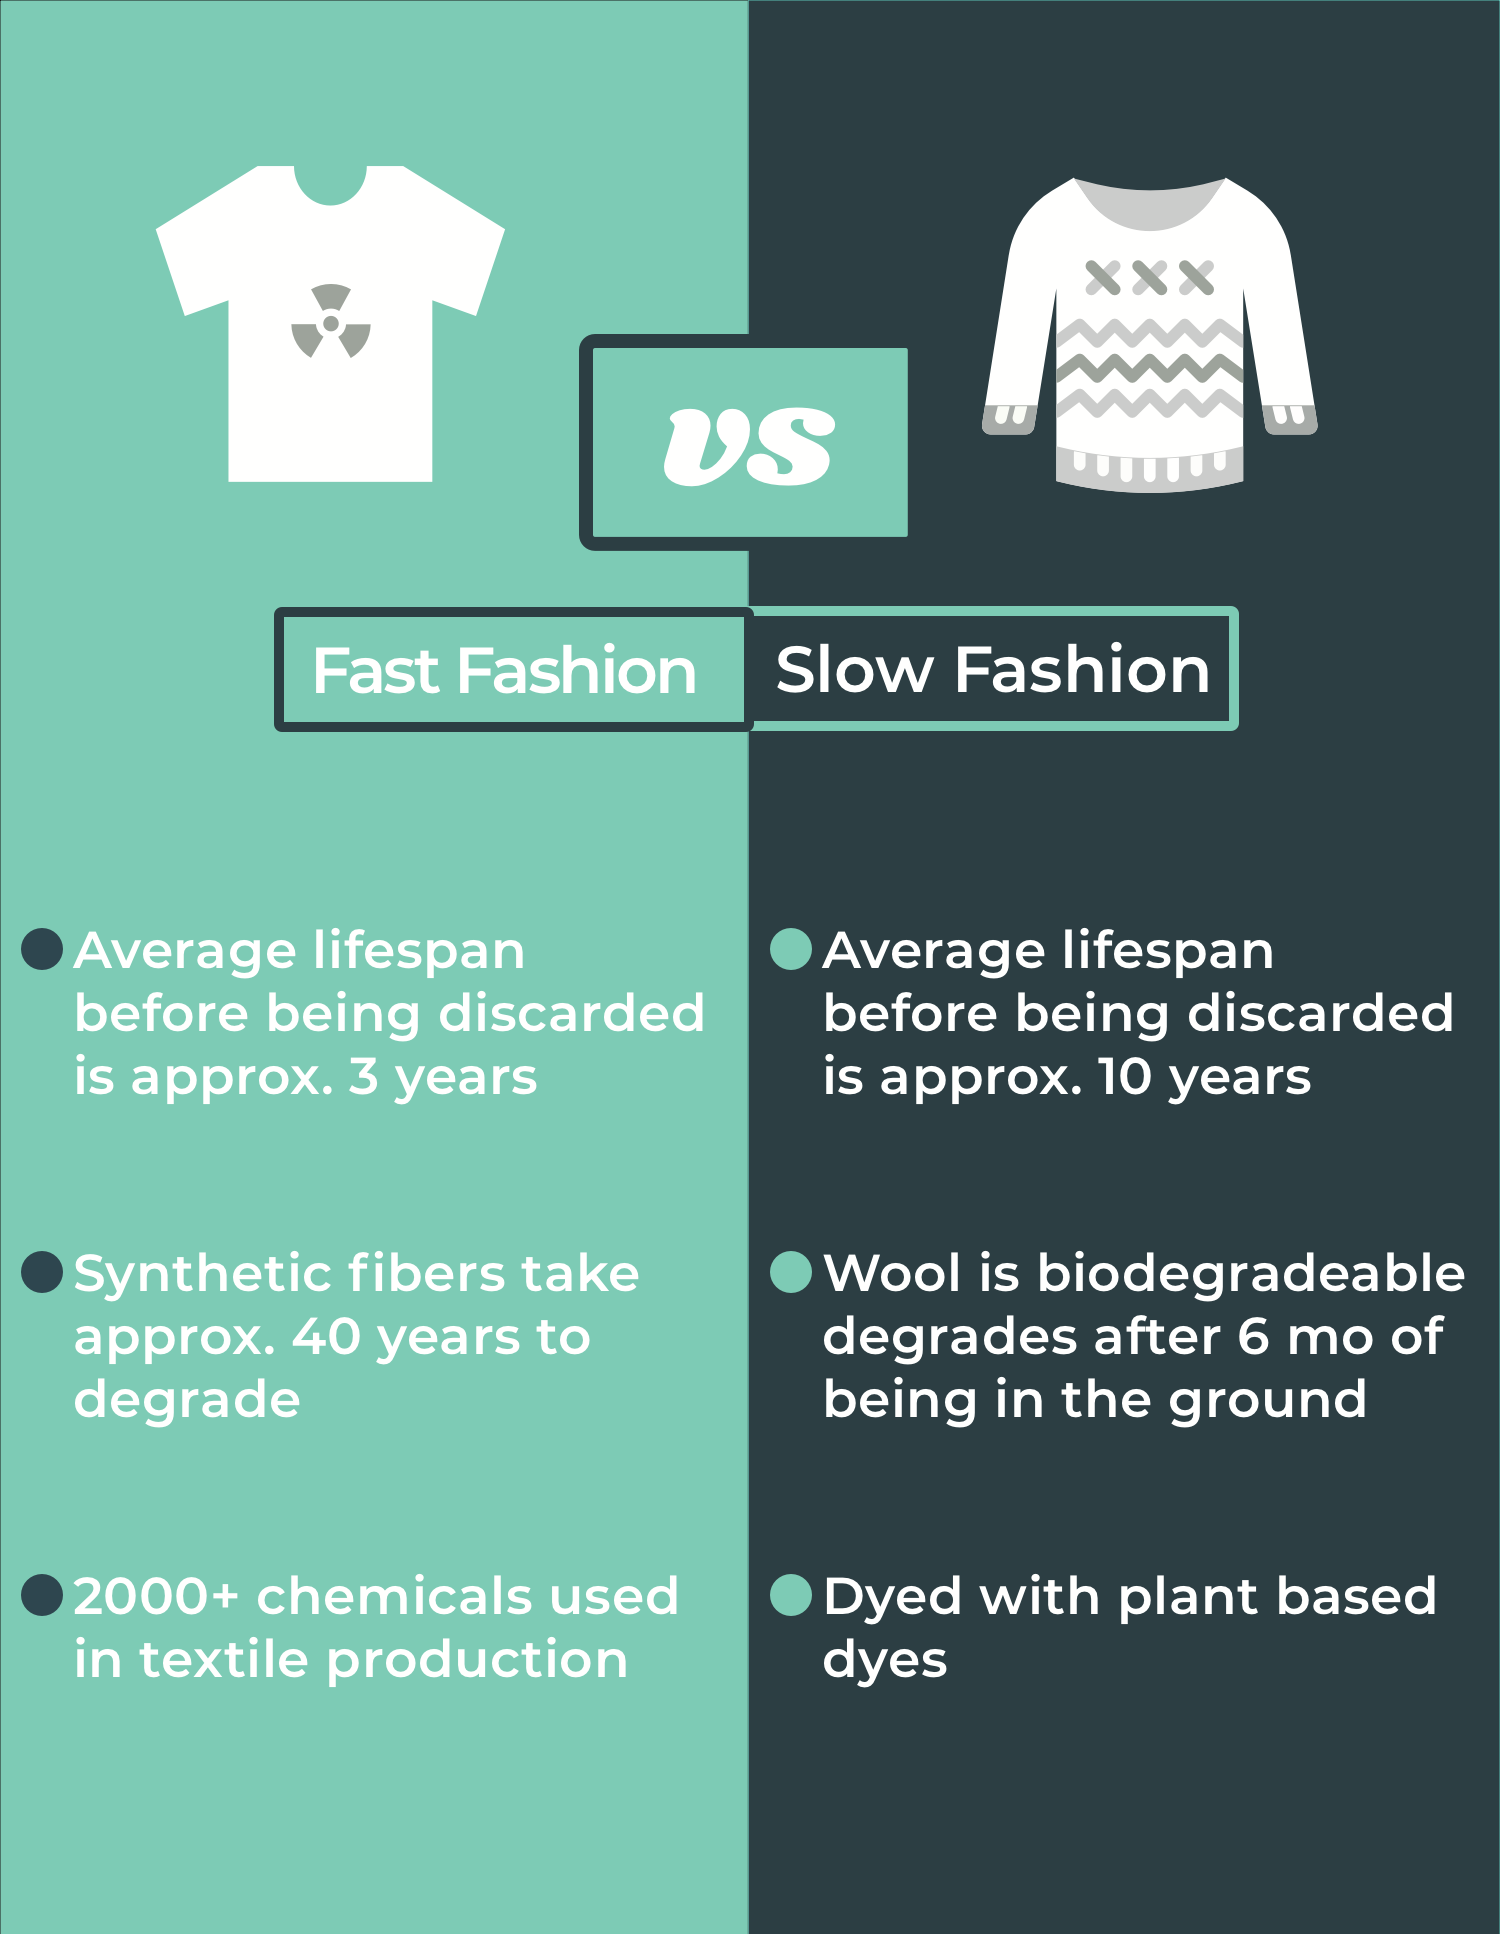 vs
Fast Fashion
Slow Fashion
Average lifespan
before being discarded
is approx. 3 years
Synthetic fibers take
approx. 40 years to
degrade
2000+ chemicals used
in textile production
Average lifespan
before being discarded
is approx. 10 years
Wool is biodegradeable
degrades after 6 mo of
being in the ground
Dyed with plant based
dyes